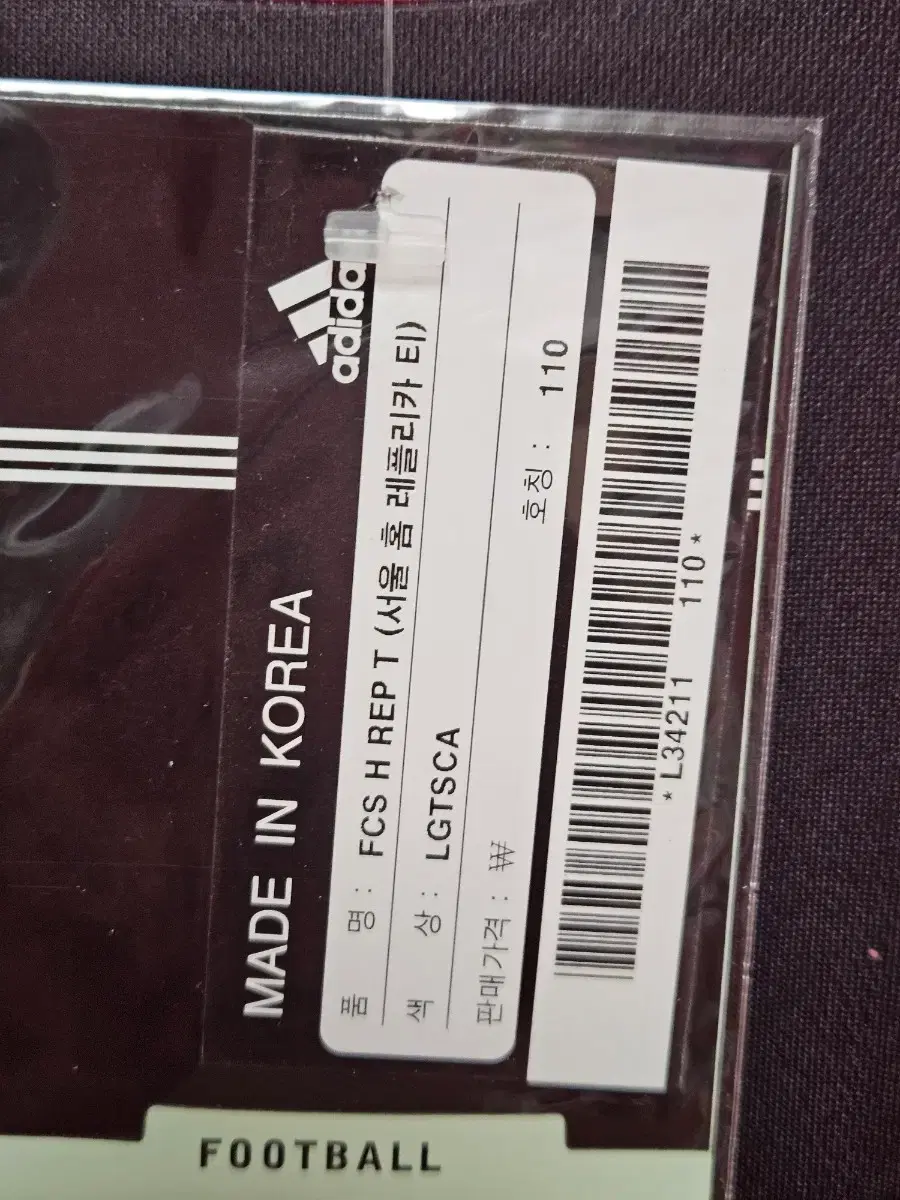 adidas
MADE IN KOREA
품 명 : FCS H REP T (서울 홈 레플리카 티)
색 상 : LGTSCA
판매가격 : ₩
호칭 : 110
* L34211 110 *
FOOTBALL